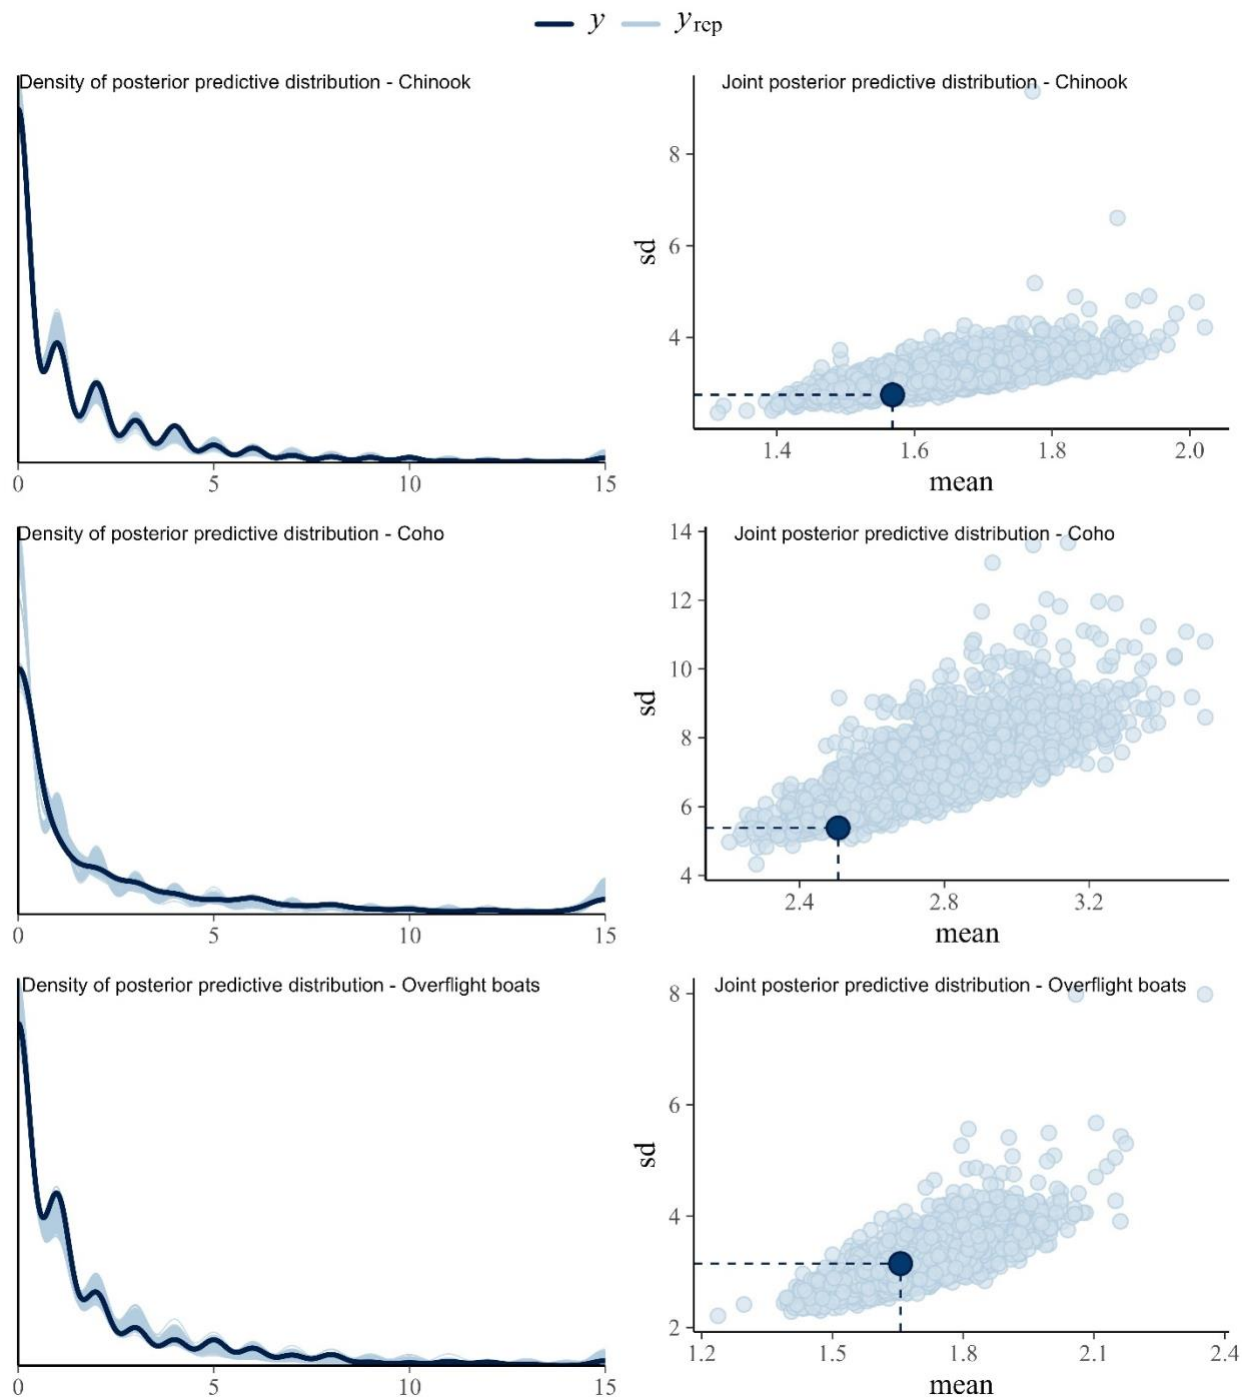 y y_rep
Density of posterior predictive distribution - Chinook
0 5 10 15
Joint posterior predictive distribution - Chinook
8
6
4
sd
1.4 1.6 1.8 2.0
mean
Density of posterior predictive distribution - Coho
0 5 10 15
Joint posterior predictive distribution - Coho
14
12
10
8
6
4
sd
2.4 2.8 3.2
mean
Density of posterior predictive distribution - Overflight boats
0 5 10 15
Joint posterior predictive distribution - Overflight boats
8
6
4
2
sd
1.2 1.5 1.8 2.1 2.4
mean